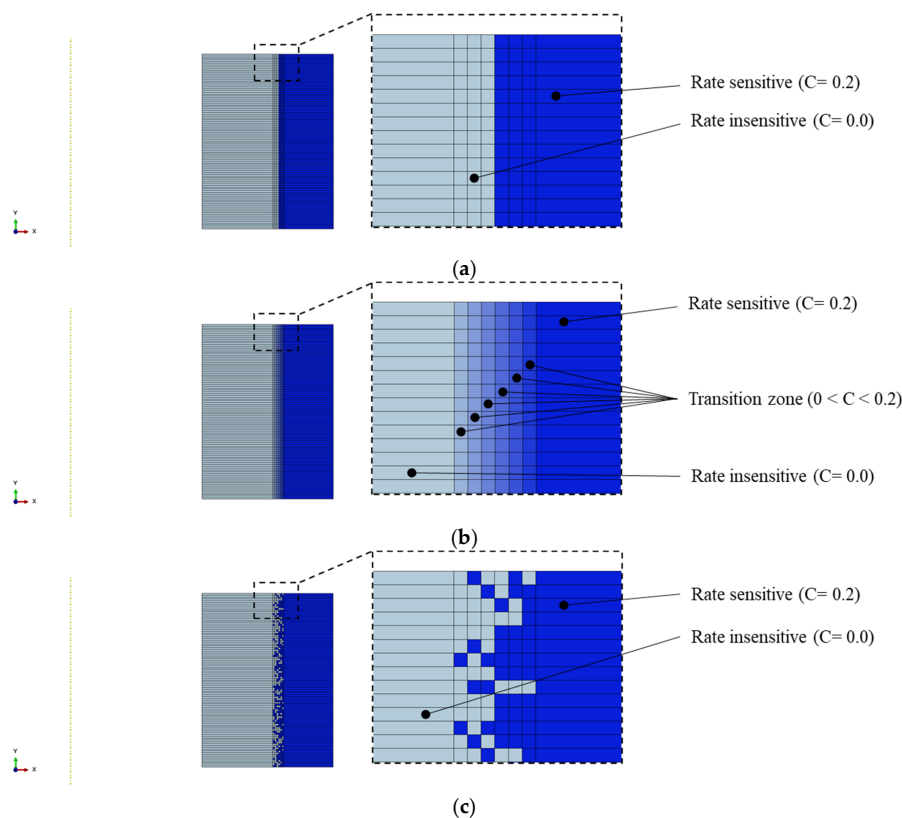 Rate sensitive (C= 0.2)
Rate insensitive (C= 0.0)
Y
X
(a)
Rate sensitive (C= 0.2)
Transition zone (0 < C < 0.2)
Rate insensitive (C= 0.0)
Y
X
(b)
Rate sensitive (C= 0.2)
Rate insensitive (C= 0.0)
Y
X
(c)